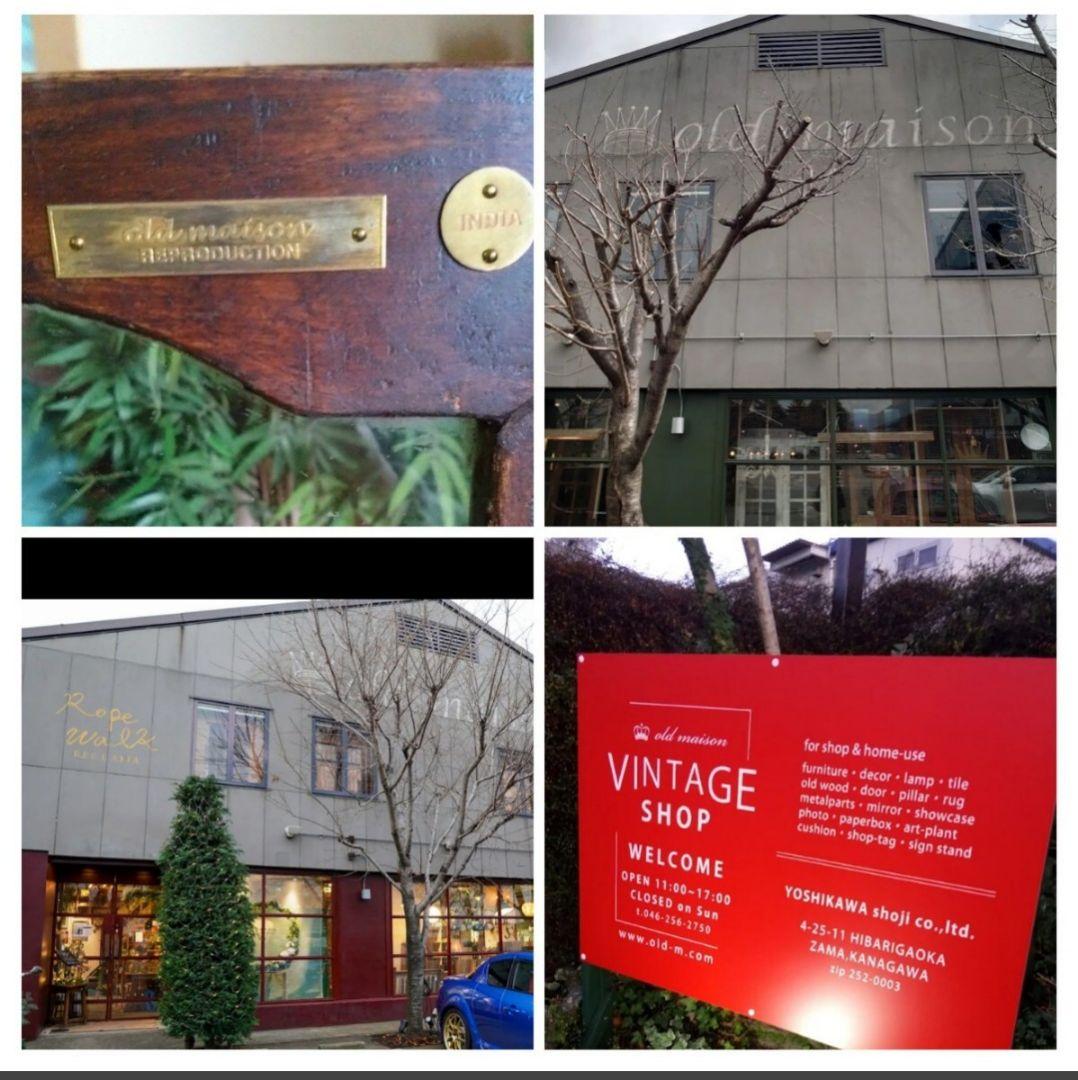 old maison
REPRODUCTION
INDIA
old maison
Rope
walk
old maison
VINTAGE
SHOP
WELCOME
OPEN 11:00~17:00
CLOSED on Sun
t.046-256-2750
www.old-m.com
for shop & home-use
furniture・decor・lamp・tile
old wood・door・pillar・rug
metalparts・mirror・showcase
photo・paperbox・art-plant
cushion・shop-tag・sign stand
YOSHIKAWA shoji co.,ltd.
4-25-11 HIBARIGAOKA
ZAMA,KANAGAWA
zip 252-0003